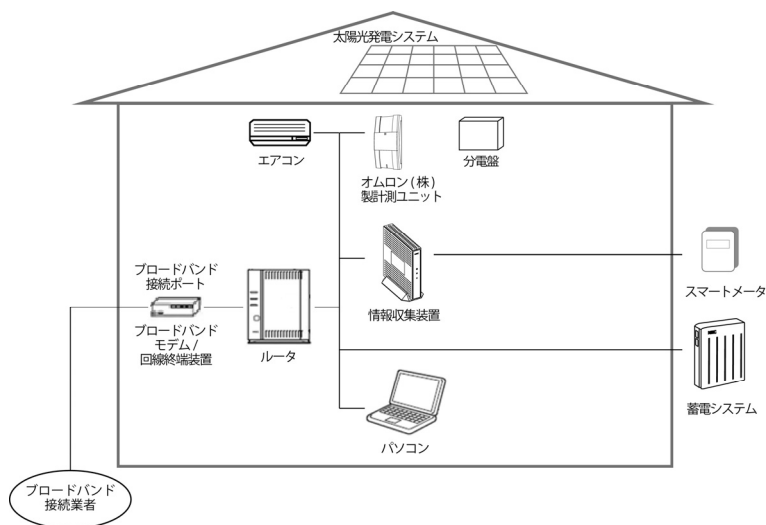 太陽光発電システム
エアコン
オムロン(株)
製計測ユニット
分電盤
ブロードバンド
接続ポート
ブロードバンド
モデム/
回線終端装置
ルータ
情報収集装置
スマートメータ
蓄電システム
パソコン
ブロードバンド
接続業者